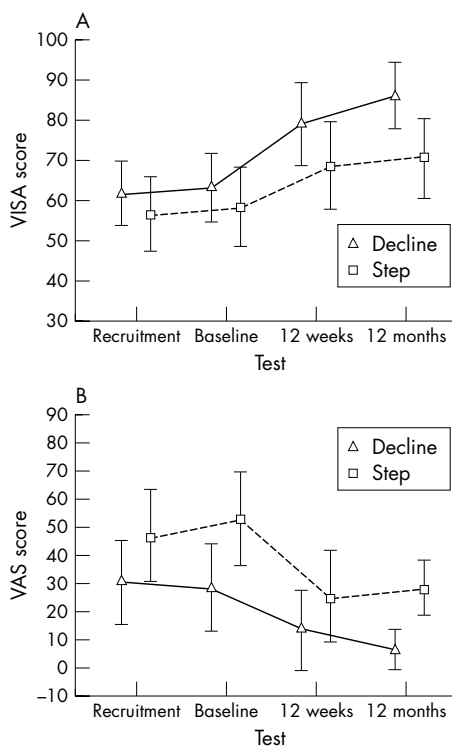 A
100
90
80
70
60
50
40
30
VISA score
Decline
Step
Recruitment Baseline 12 weeks 12 months
Test
B
90
80
70
60
50
40
30
20
10
0
–10
VAS score
Decline
Step
Recruitment Baseline 12 weeks 12 months
Test